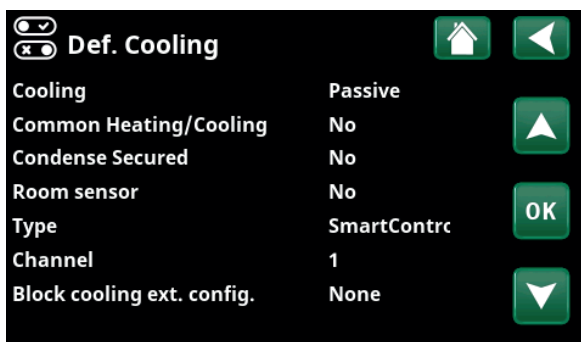 Def. Cooling
Cooling Passive
Common Heating/Cooling No
Condense Secured No
Room sensor No
Type SmartContrc
Channel 1
Block cooling ext. config. None
OK